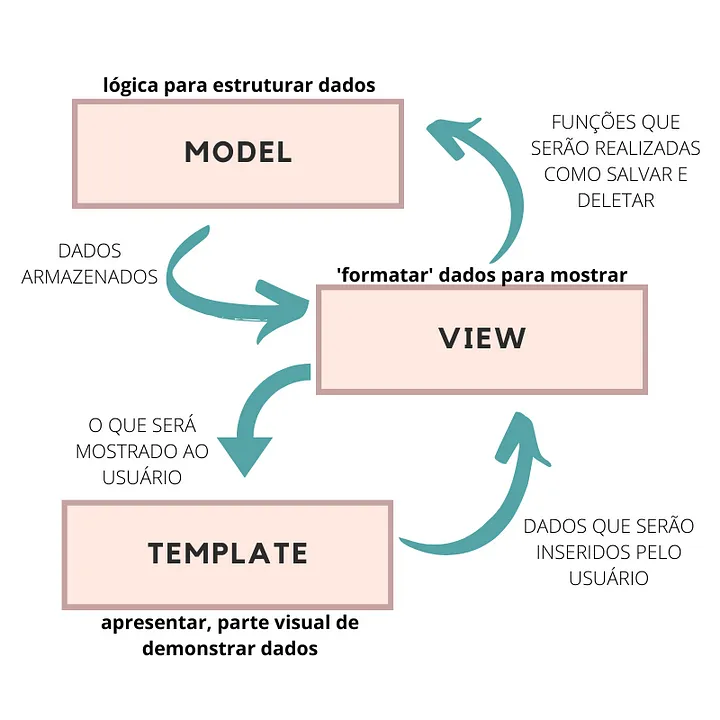 lógica para estruturar dados
MODEL
FUNÇÕES QUE
SERÃO REALIZADAS
COMO SALVAR E
DELETAR
DADOS
ARMAZENADOS
'formatar' dados para mostrar
VIEW
O QUE SERÁ
MOSTRADO AO
USUÁRIO
TEMPLATE
DADOS QUE SERÃO
INSERIDOS PELO
USUÁRIO
apresentar, parte visual de
demonstrar dados